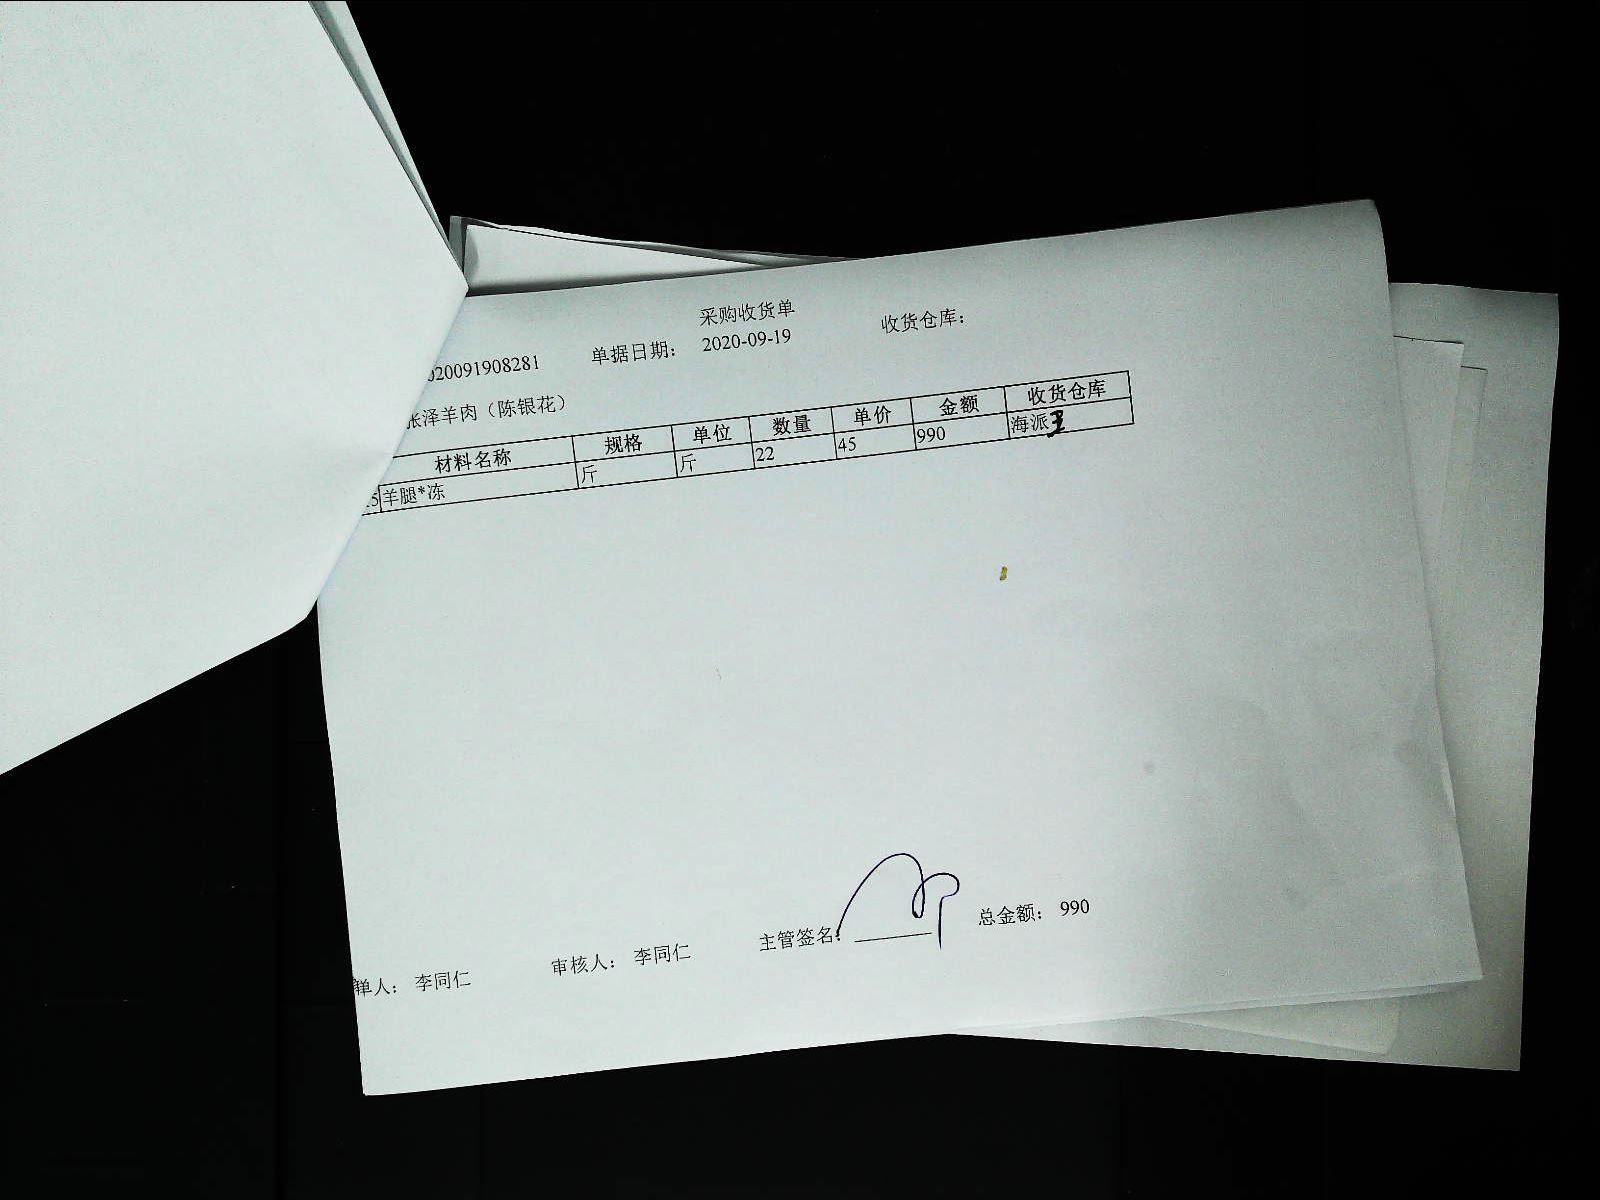 采购收货单
020091908281 单据日期： 2020-09-19 收货仓库：
张泽羊肉（陈银花）
材料名称 规格 单位 数量 单价 金额 收货仓库
5 羊腿*冻 斤 斤 22 45 990 海派
单人： 李同仁 审核人： 李同仁 主管签名： 总金额： 990